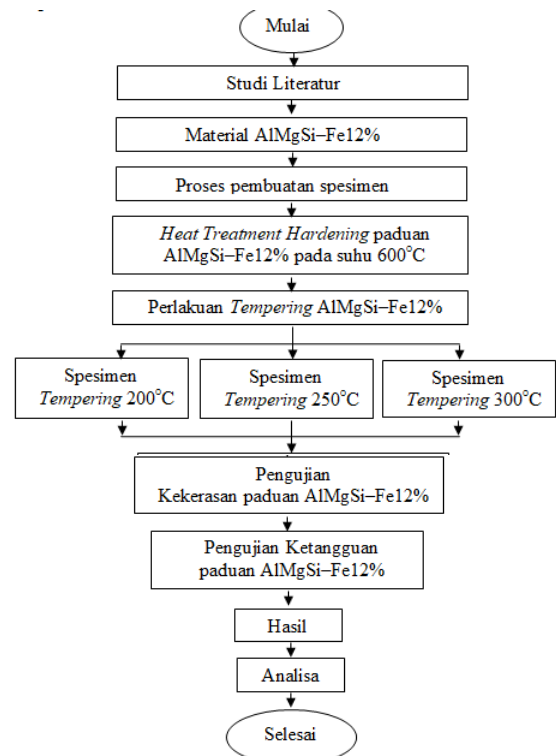 Mulai
Studi Literatur
Material AlMgSi–Fe12%
Proses pembuatan spesimen
Heat Treatment Hardening paduan
AlMgSi–Fe12% pada suhu 600°C
Perlakuan Tempering AlMgSi–Fe12%
Spesimen
Tempering 200°C
Spesimen
Tempering 250°C
Spesimen
Tempering 300°C
Pengujian
Kekerasan paduan AlMgSi–Fe12%
Pengujian Ketangguan
paduan AlMgSi–Fe12%
Hasil
Analisa
Selesai